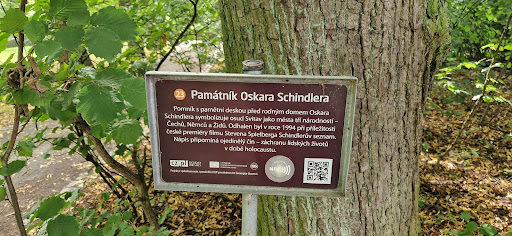 23 Památník Oskara Schindlera
Pomník s pamětní deskou před rodným domem Oskara
Schindlera symbolizuje osud Svitav jako města tří národností –
Čechů, Němců a Židů. Odhalen byl v roce 1994 při příležitosti
české premiéry filmu Stevena Spielberga Schindlerův seznam.
Nápis připomíná ojedinělý čin – záchranu lidských životů
v době holocaustu.